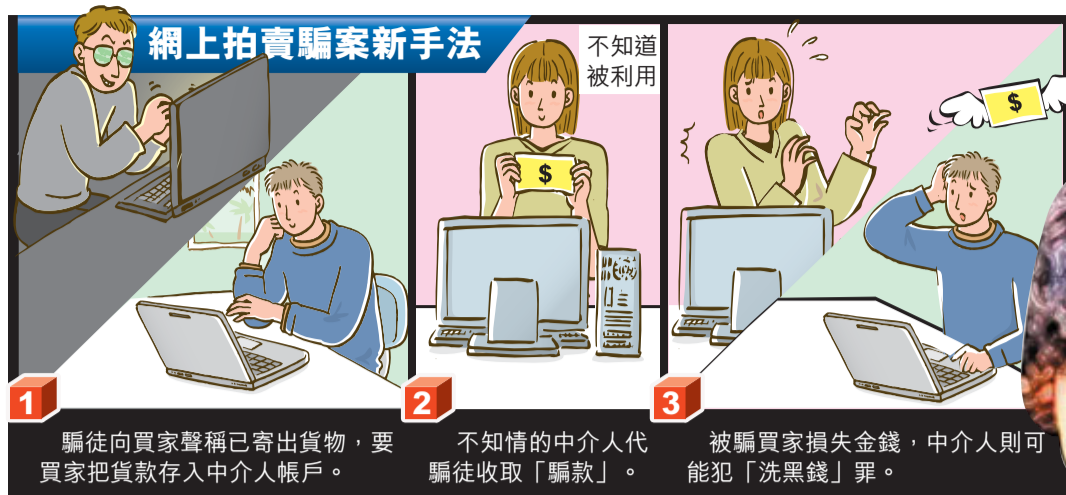 網上拍賣騙案新手法
不知道
被利用
$
$
1
騙徒向買家聲稱已寄出貨物，要
買家把貨款存入中介人帳戶。
2
不知情的中介人代
騙徒收取「騙款」。
3
被騙買家損失金錢，中介人則可
能犯「洗黑錢」罪。